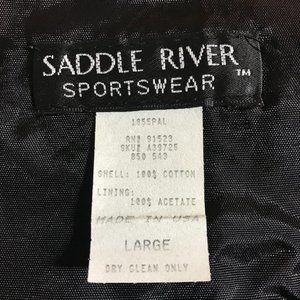 SADDLE RIVER
SPORTSWEAR ™
1855PAL
RN# 91523
SKU# A39725
850 543
SHELL: 100% COTTON
LINING:
100% ACETATE
MADE IN USA
LARGE
DRY CLEAN ONLY